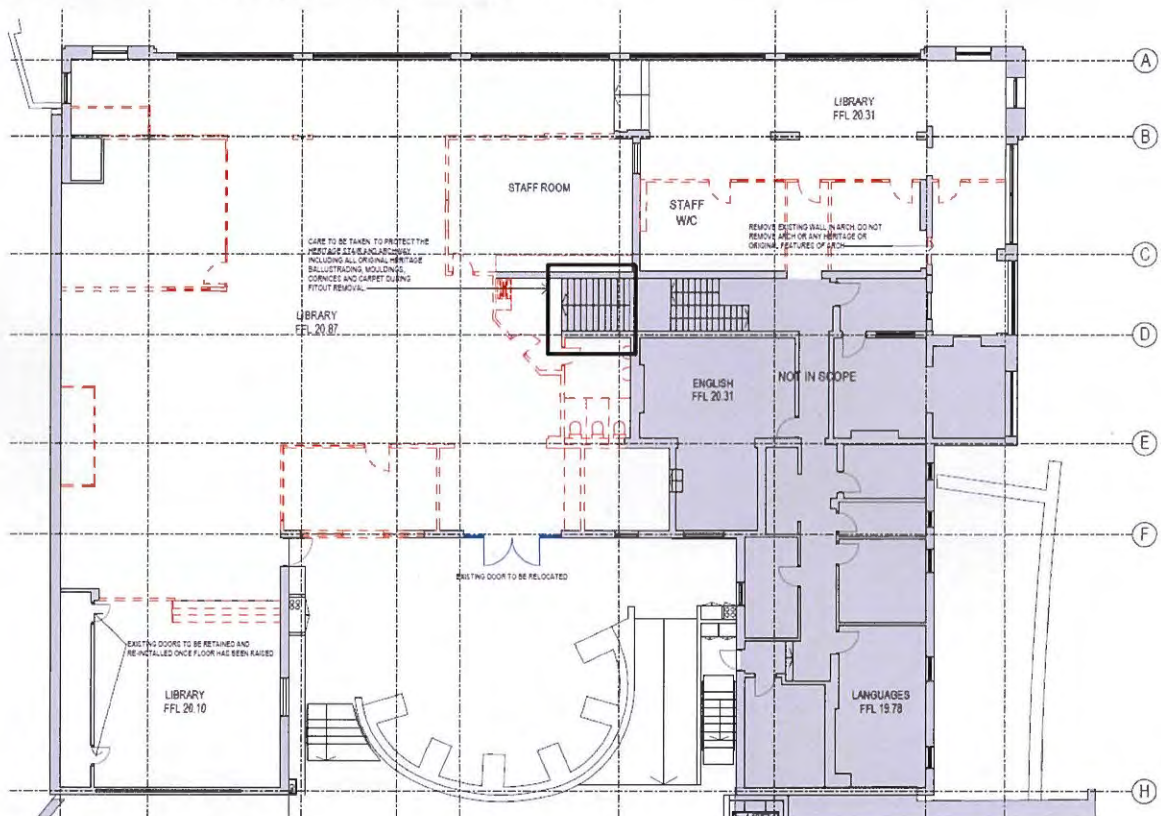 A
LIBRARY
FFL 20.31
B
STAFF ROOM
STAFF
W/C
REMOVE EXISTING WALL IN ARCH, DO NOT
REMOVE ARCH OR ANY HERITAGE OR
ORIGINAL FEATURES OF ARCH
CARE TO BE TAKEN TO PROTECT THE
HERITAGE STAIR AND ARCHWAY
INCLUDING ALL ORIGINAL HERITAGE
BALLUSTRADING, MOULDINGS,
CORNICES AND CARPET DURING
FITOUT REMOVAL
C
LIBRARY
FFL 20.87
D
ENGLISH
FFL 20.31
NOT IN SCOPE
E
F
EXISTING DOOR TO BE RELOCATED
EXISTING DOORS TO BE RETAINED AND
RE-INSTALLED ONCE FLOOR HAS BEEN RAISED
LIBRARY
FFL 20.10
LANGUAGES
FFL 19.78
H